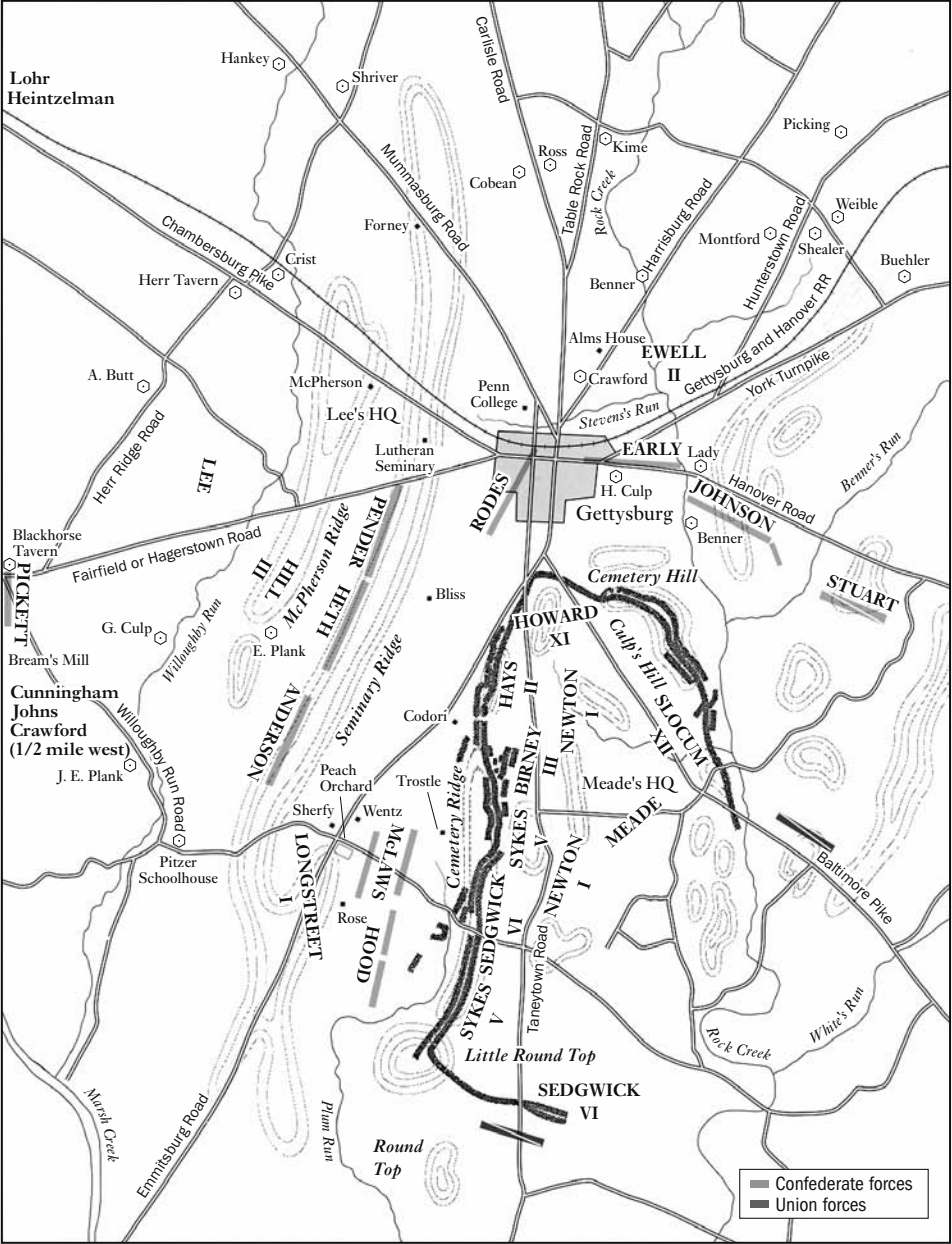 Lohr
Heintzelman
Hankey
Shriver
Carlisle Road
Table Rock Road
Rock Creek
Kime
Ross
Cobean
Picking
Mummasburg Road
Forney
Harrisburg Road
Hunterstown Road
Weible
Montford
Shealer
Buehler
Chambersburg Pike
Crist
Herr Tavern
Benner
Gettysburg and Hanover RR
Alms House
EWELL
II
Crawford
York Turnpike
A. Butt
McPherson
Lee's HQ
Penn
College
Stevens's Run
Lutheran
Seminary
Herr Ridge Road
LEE
EARLY
Lady
H. Culp
RODES
Gettysburg
JOHNSON
Hanover Road
Benner's Run
Benner
Blackhorse
Tavern
Fairfield or Hagerstown Road
PENDER
HILL
III
McPherson Ridge
HETH
PICKETT
Bliss
Cemetery Hill
STUART
HOWARD
XI
G. Culp
Willoughby Run
E. Plank
Bream's Mill
Culp's Hill
Cunningham
Johns
Crawford
(1/2 mile west)
J. E. Plank
Willoughby Run Road
ANDERSON
Seminary Ridge
HAYS
II
NEWTON
I
SLOCUM
XII
Codori
BIRNEY
III
Meade's HQ
MEADE
Peach
Orchard
Trostle
Sherfy
Wentz
Cemetery Ridge
SYKES
V
Pitzer
Schoolhouse
McLAWS
LONGSTREET
I
NEWTON
I
Baltimore Pike
Rose
HOOD
SEDGWICK
VI
SYKES
V
Taneytown Road
Little Round Top
Rock Creek
White's Run
SEDGWICK
VI
Marsh Creek
Emmitsburg Road
Plum Run
Round
Top
Confederate forces
Union forces